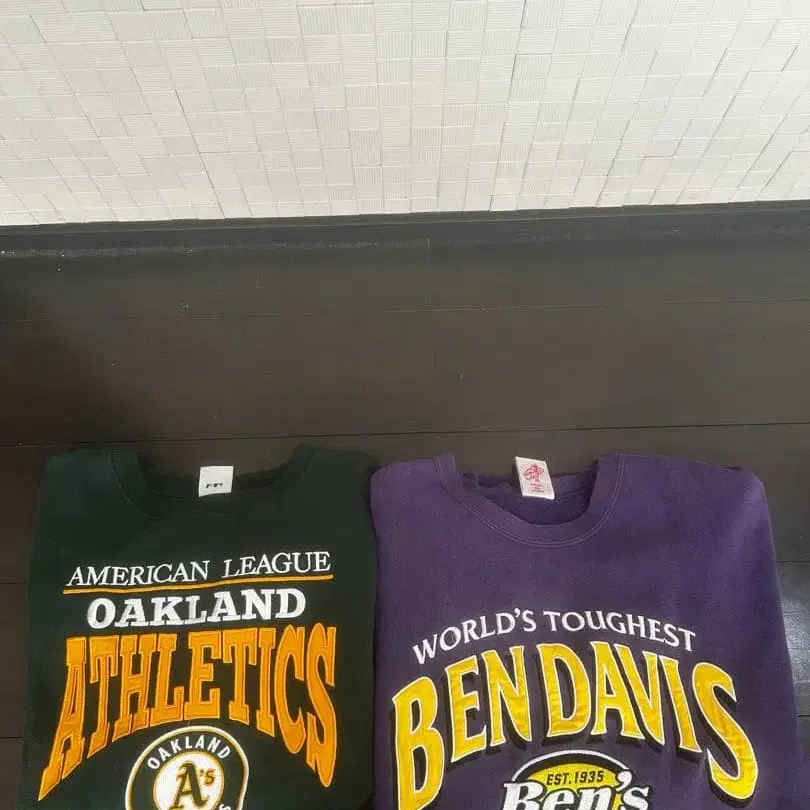 AMERICAN LEAGUE
OAKLAND
ATHLETICS
OAKLAND
A's
WORLD'S TOUGHEST
BEN DAVIS
EST. 1935
Ben's